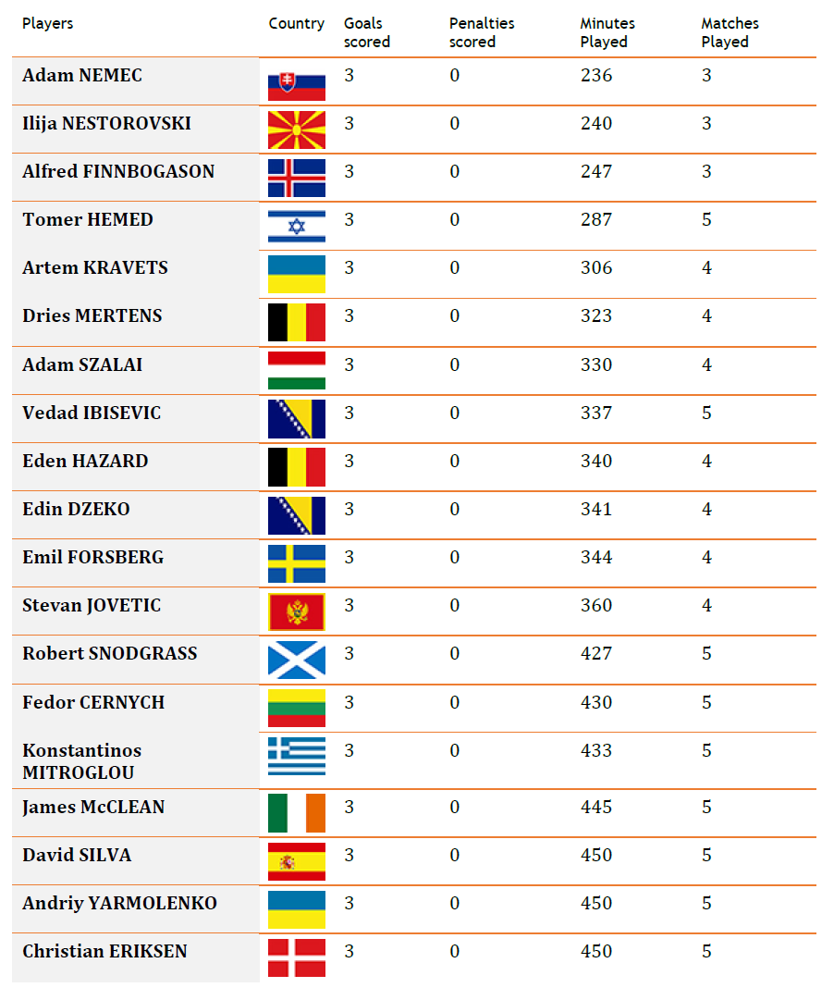 Players Country Goals scored Penalties scored Minutes Played Matches Played
Adam NEMEC 3 0 236 3
Ilija NESTOROVSKI 3 0 240 3
Alfred FINNBOGASON 3 0 247 3
Tomer HEMED 3 0 287 5
Artem KRAVETS 3 0 306 4
Dries MERTENS 3 0 323 4
Adam SZALAI 3 0 330 4
Vedad IBISEVIC 3 0 337 5
Eden HAZARD 3 0 340 4
Edin DZEKO 3 0 341 4
Emil FORSBERG 3 0 344 4
Stevan JOVETIC 3 0 360 4
Robert SNODGRASS 3 0 427 5
Fedor CERNYCH 3 0 430 5
Konstantinos MITROGLOU 3 0 433 5
James McCLEAN 3 0 445 5
David SILVA 3 0 450 5
Andriy YARMOLENKO 3 0 450 5
Christian ERIKSEN 3 0 450 5